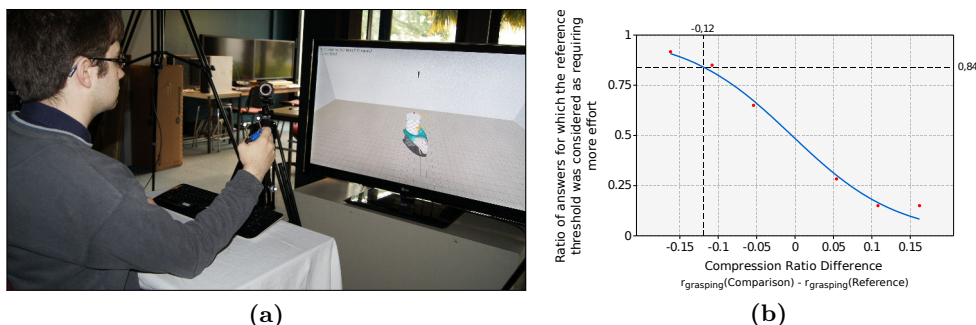 (a)
Ratio of answers for which the reference
threshold was considered as requiring
more effort
-0,12
1
0.75
0.5
0.25
0
0,84
-0.15
-0.1
-0.05
0
0.05
0.1
0.15
Compression Ratio Difference
rgrasping(Comparison) - rgrasping(Reference)
(b)